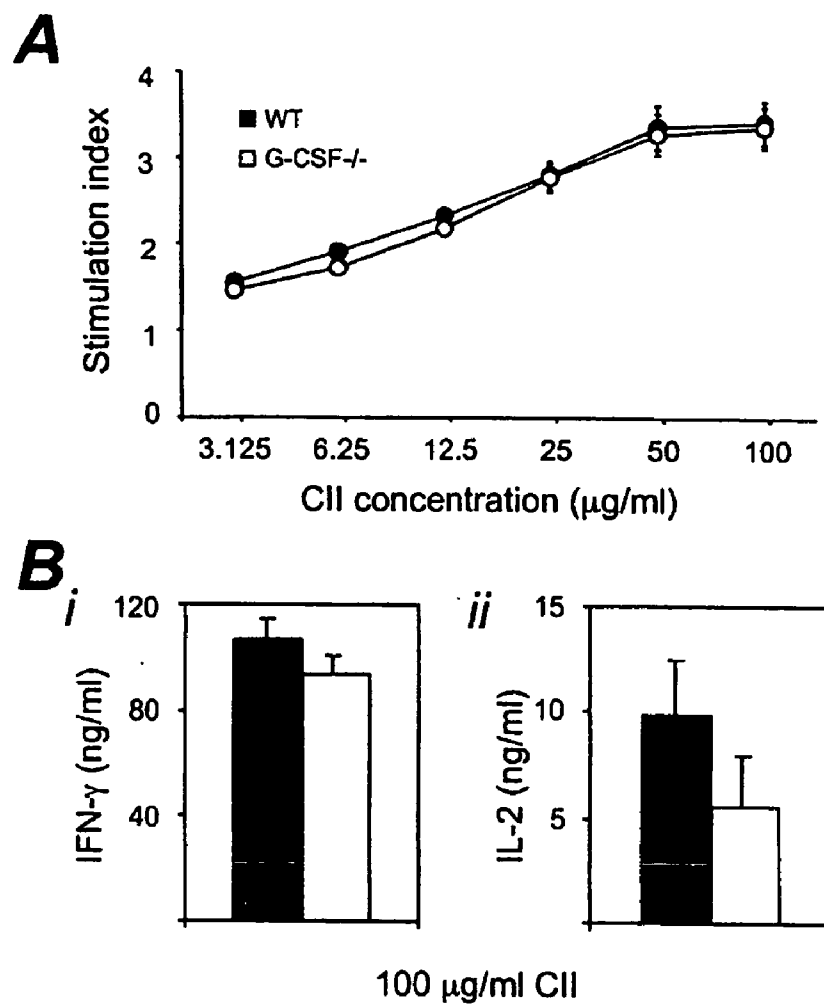 A
4
3
2
1
0
Stimulation index
WT
G-CSF-/-
3.125 6.25 12.5 25 50 100
CII concentration (μg/ml)
B
i
120
80
40
IFN-γ (ng/ml)
ii
15
10
5
IL-2 (ng/ml)
100 μg/ml CII